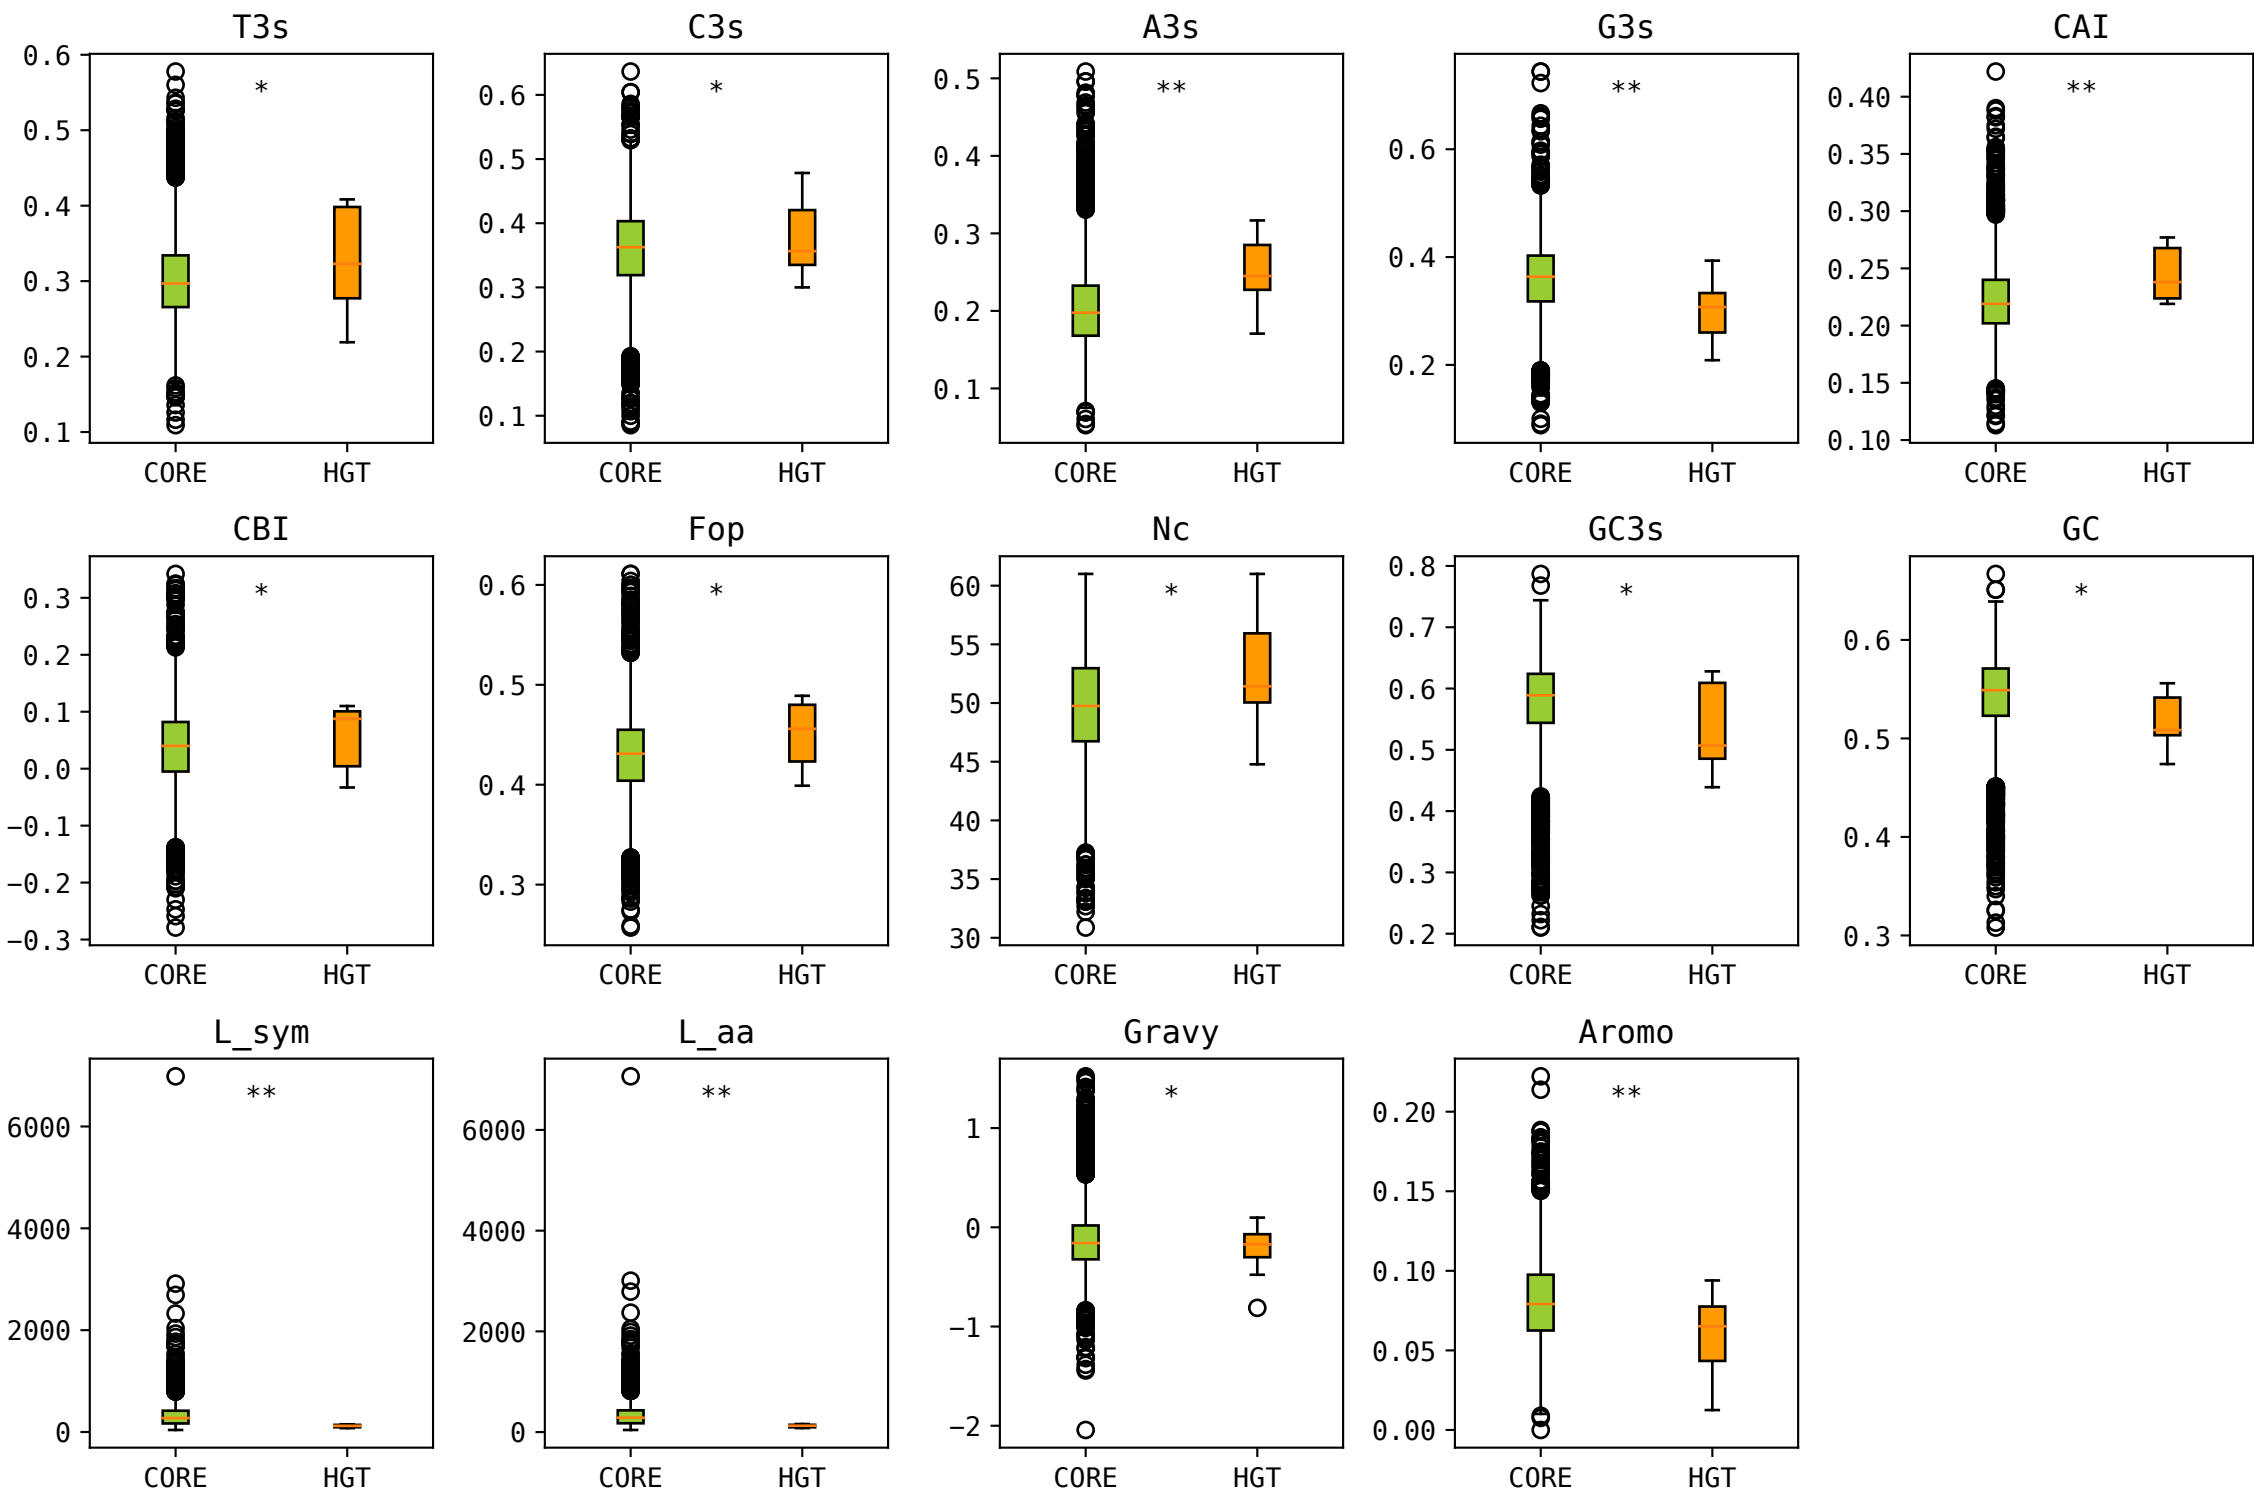 T3s C3s A3s G3s CAI
0.6 0.5 0.4 0.3 0.2 0.1
*
CORE HGT
0.6 0.5 0.4 0.3 0.2 0.1
*
CORE HGT
0.5 0.4 0.3 0.2 0.1
**
CORE HGT
0.6 0.4 0.2
**
CORE HGT
0.40 0.35 0.30 0.25 0.20 0.15 0.10
**
CORE HGT
CBI Fop Nc GC3s GC
0.3 0.2 0.1 0.0 −0.1 −0.2 −0.3
*
CORE HGT
0.6 0.5 0.4 0.3
*
CORE HGT
60 55 50 45 40 35 30
*
CORE HGT
0.8 0.7 0.6 0.5 0.4 0.3 0.2
*
CORE HGT
0.6 0.5 0.4 0.3
*
CORE HGT
L_sym L_aa Gravy Aromo
6000 4000 2000 0
**
CORE HGT
6000 4000 2000 0
**
CORE HGT
1 0 −1 −2
*
CORE HGT
0.20 0.15 0.10 0.05 0.00
**
CORE HGT